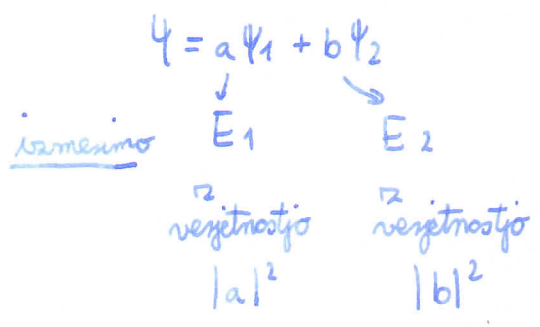 ψ = aψ1 + bψ2
izmerimo E1 E2
z z
verjetnostjo verjetnostjo
|a|² |b|²